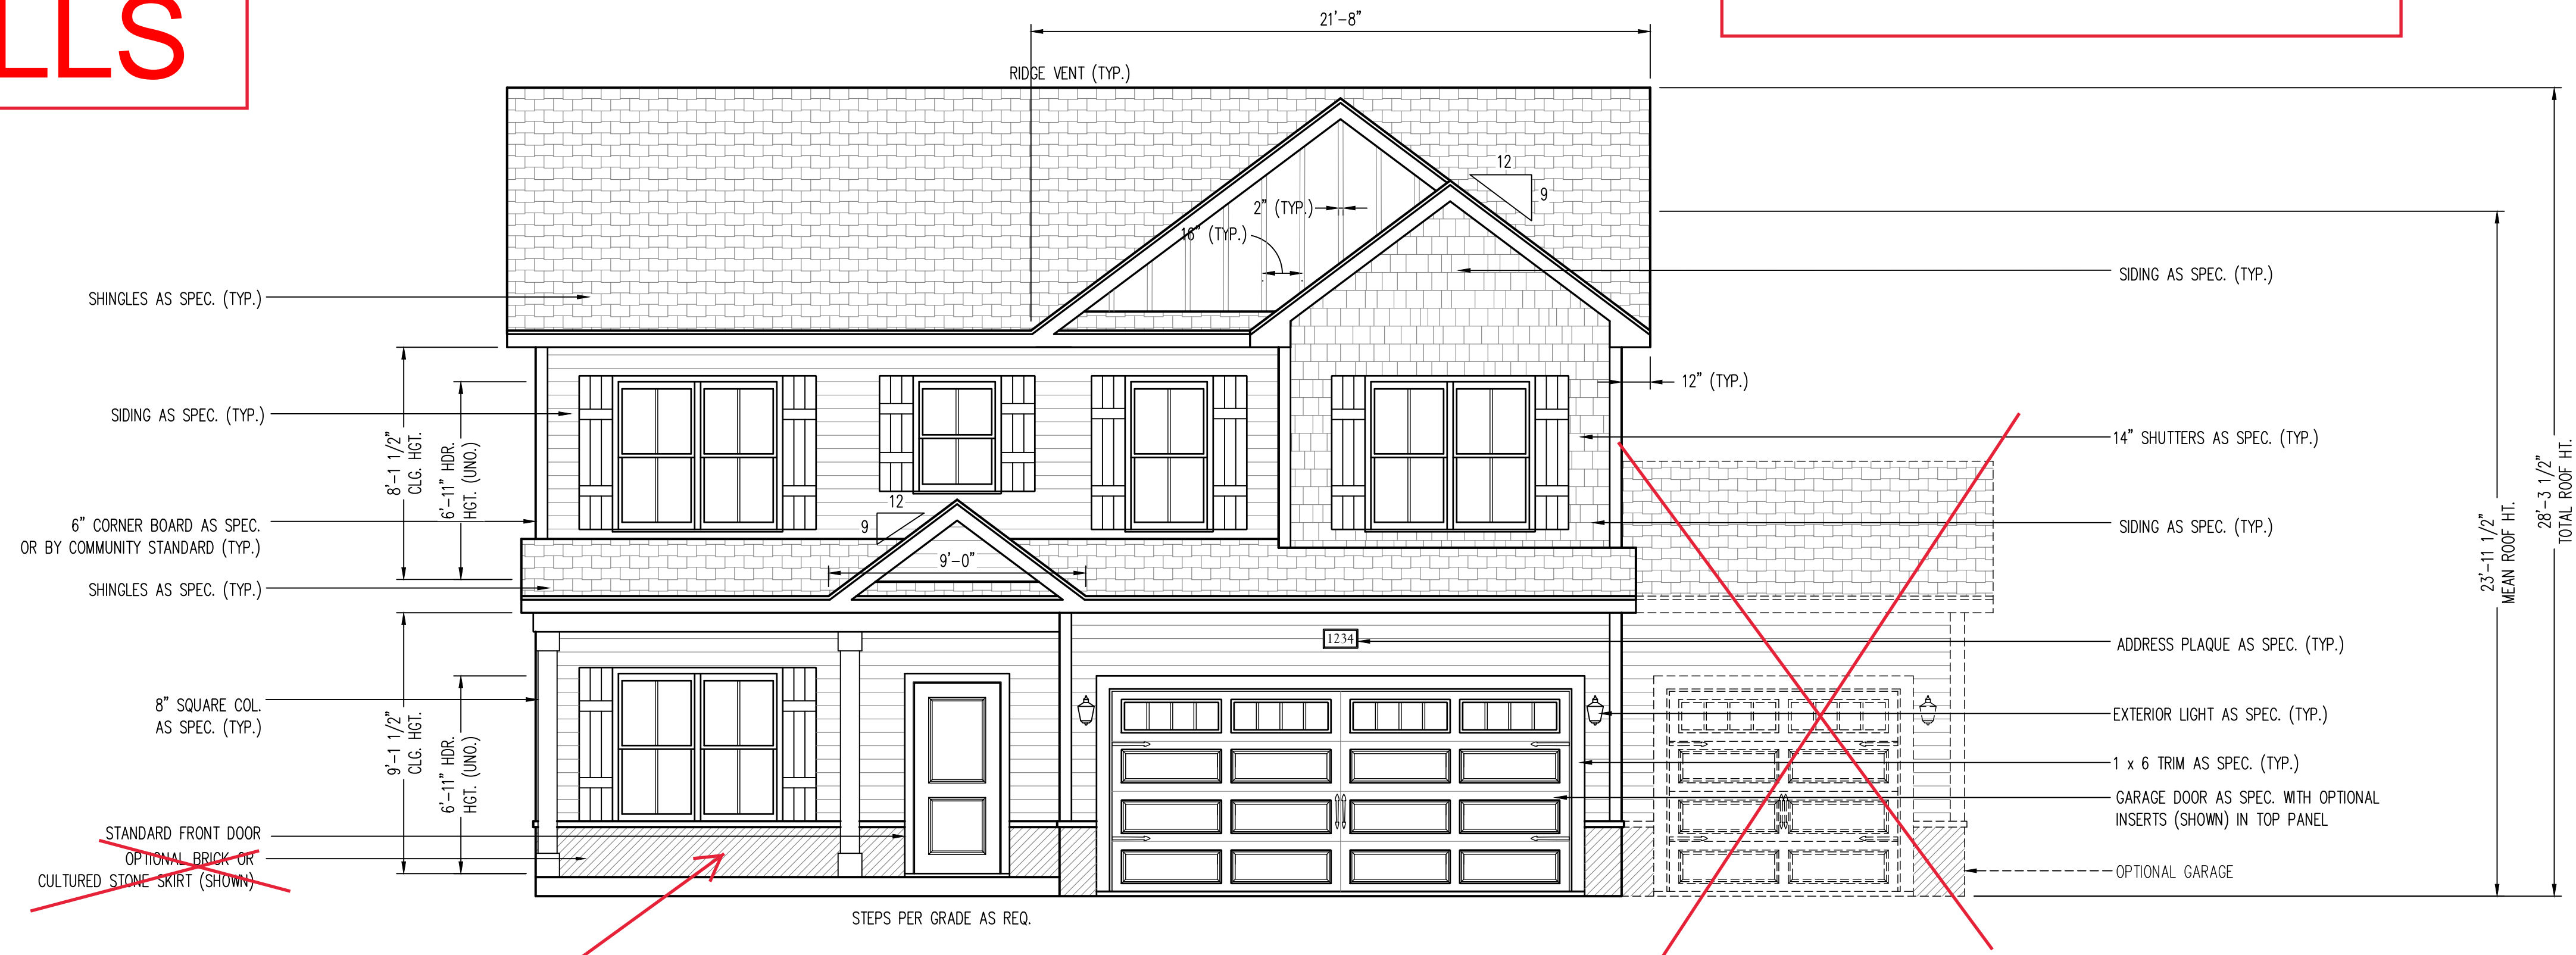 LLS
21'-8"
RIDGE VENT (TYP.)
12
9
2" (TYP.)
16" (TYP.)
SHINGLES AS SPEC. (TYP.)
SIDING AS SPEC. (TYP.)
12" (TYP.)
SIDING AS SPEC. (TYP.)
14" SHUTTERS AS SPEC. (TYP.)
8'-1 1/2"
CLG. HGT.
6'-11" HDR.
HGT. (UNO.)
12
9
6" CORNER BOARD AS SPEC.
OR BY COMMUNITY STANDARD (TYP.)
SIDING AS SPEC. (TYP.)
23'-11 1/2"
MEAN ROOF HT.
28'-3 1/2"
TOTAL ROOF HT.
9'-0"
SHINGLES AS SPEC. (TYP.)
1234
ADDRESS PLAQUE AS SPEC. (TYP.)
8" SQUARE COL.
AS SPEC. (TYP.)
9'-1 1/2"
CLG. HGT.
6'-11" HDR.
HGT. (UNO.)
EXTERIOR LIGHT AS SPEC. (TYP.)
1 x 6 TRIM AS SPEC. (TYP.)
GARAGE DOOR AS SPEC. WITH OPTIONAL
INSERTS (SHOWN) IN TOP PANEL
STANDARD FRONT DOOR
OPTIONAL BRICK OR
CULTURED STONE SKIRT (SHOWN)
OPTIONAL GARAGE
STEPS PER GRADE AS REQ.